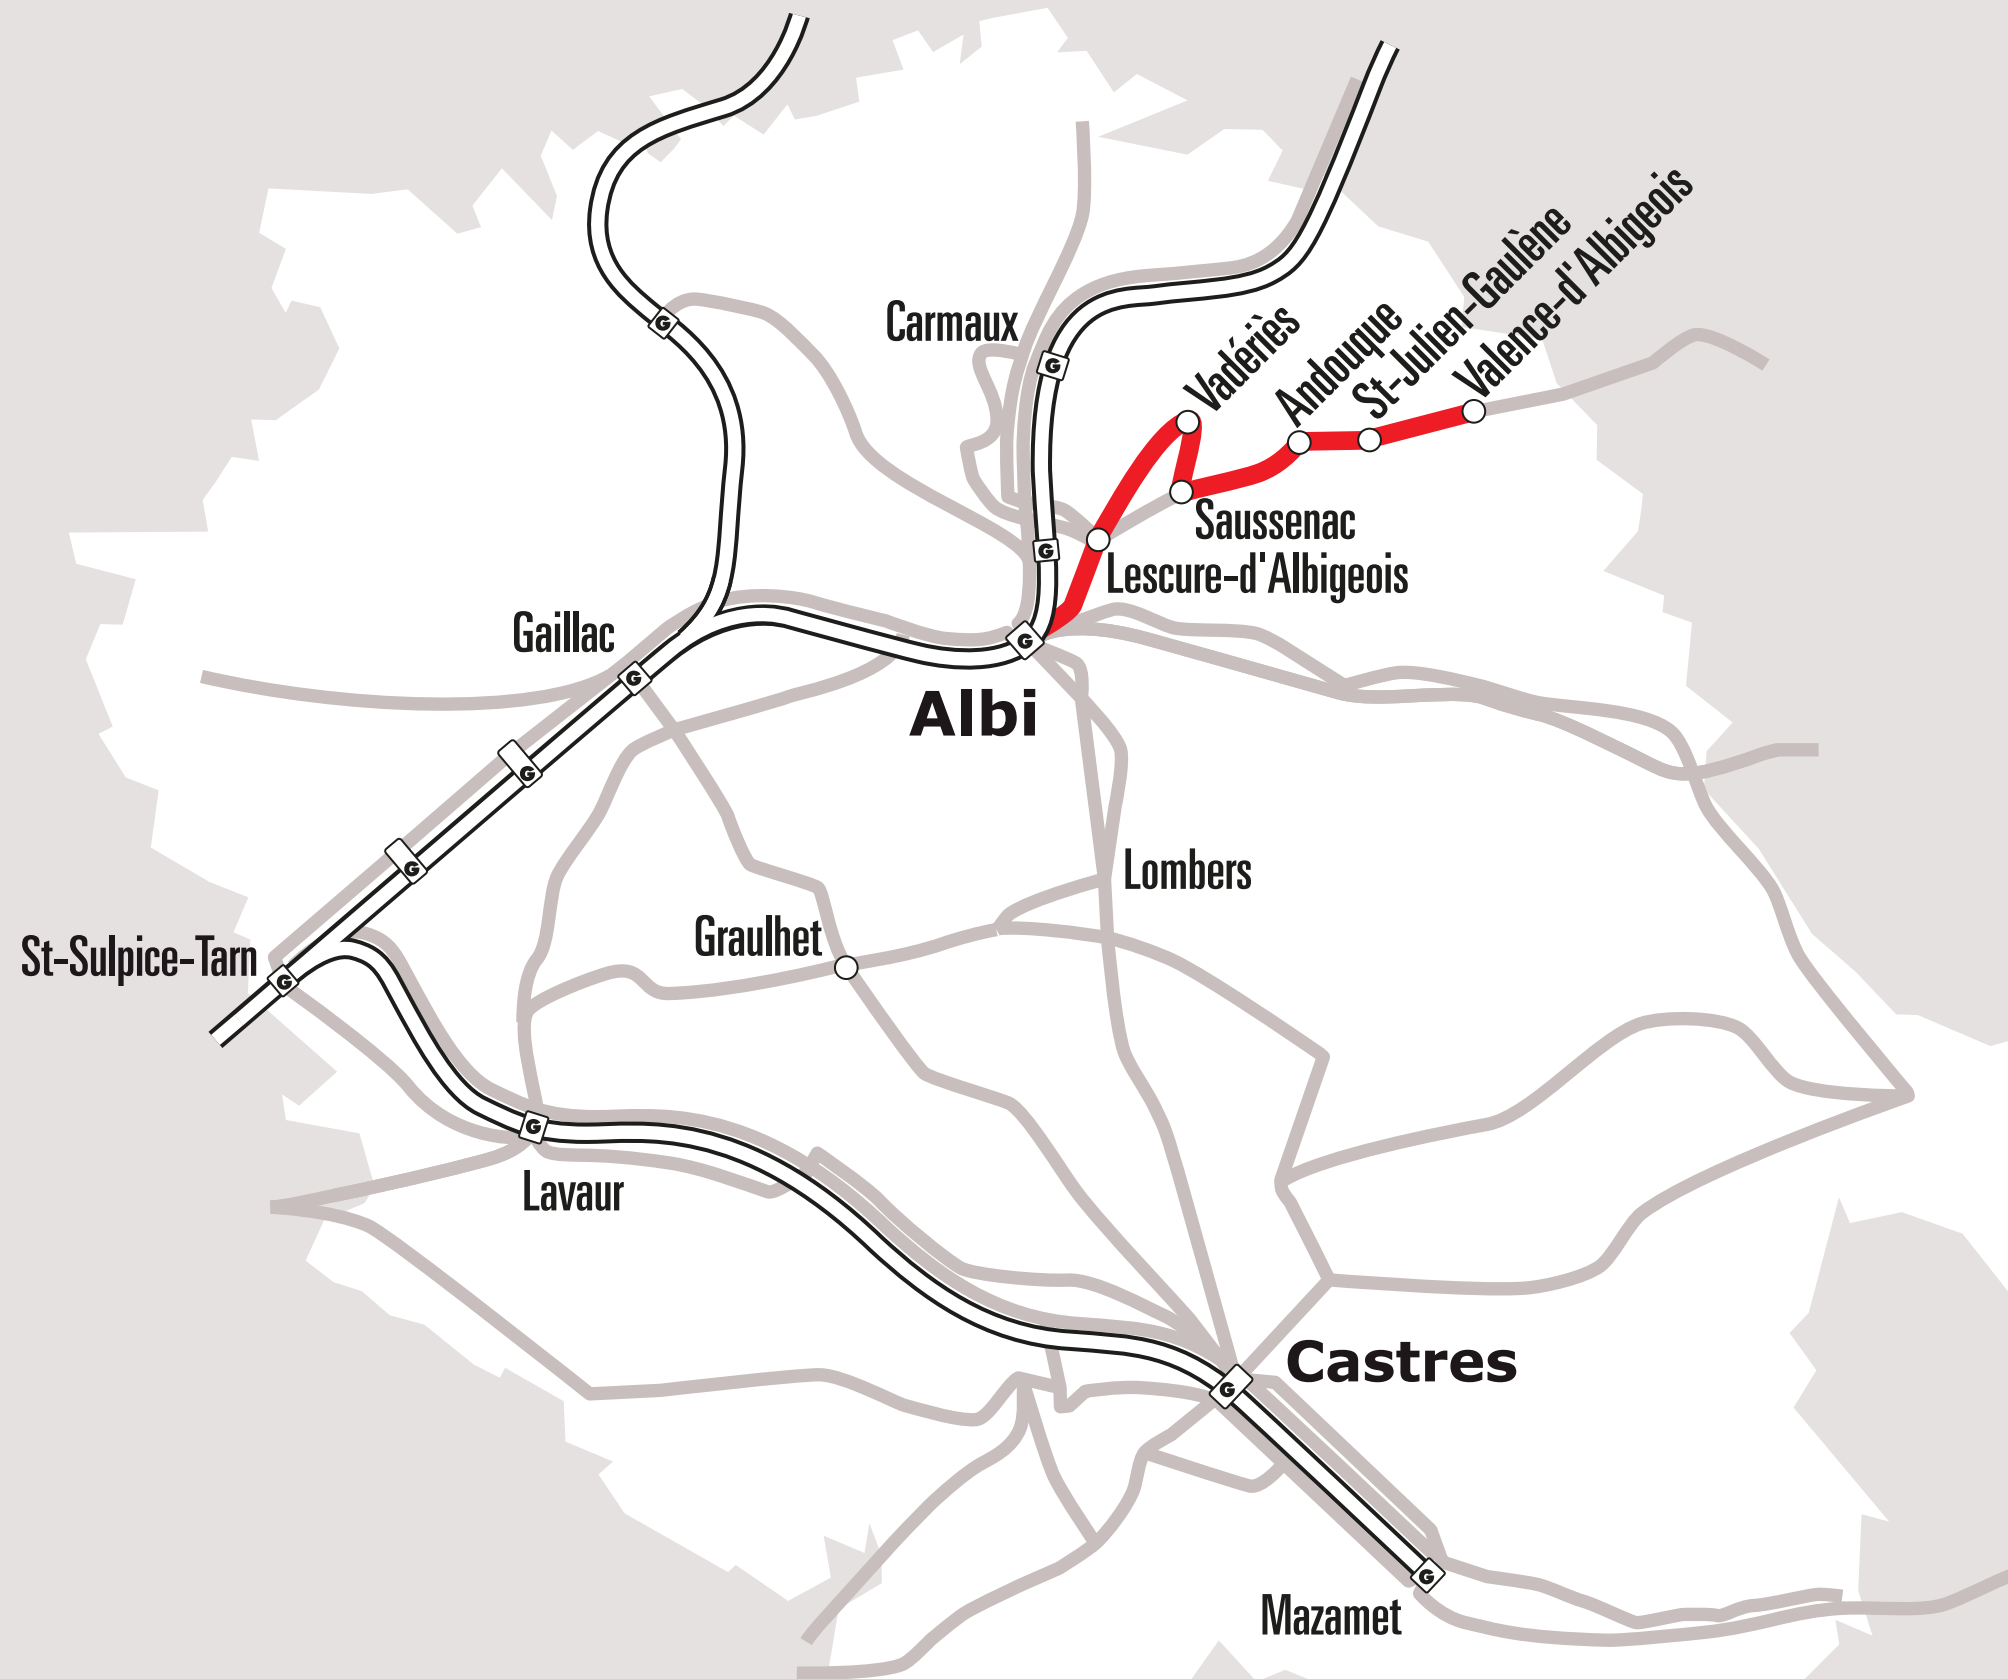 Valence-d'Albigeois
St-Julien-Gaulène
Andouque
Vadériès
Carmaux
G
G
Saussenac
G
Lescure-d'Albigeois
Gaillac
G
G
Albi
G
G
Lombers
Graulhet
St-Sulpice-Tarn
G
G
Lavaur
Castres
G
G
Mazamet